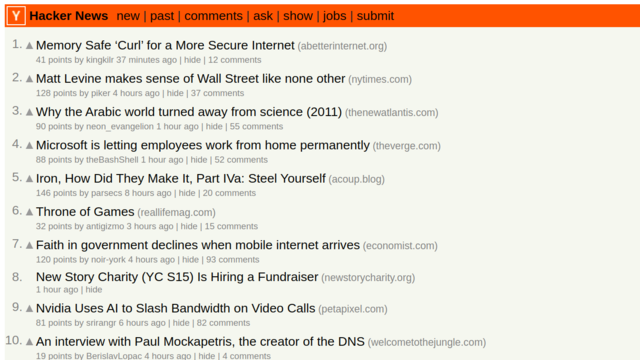 Y Hacker News new | past | comments | ask | show | jobs | submit
1. Memory Safe ‘Curl’ for a More Secure Internet (abetterinternet.org)
41 points by kingkilr 37 minutes ago | hide | 12 comments
2. Matt Levine makes sense of Wall Street like none other (nytimes.com)
128 points by piker 4 hours ago | hide | 37 comments
3. Why the Arabic world turned away from science (2011) (thenewatlantis.com)
90 points by neon_evangelion 1 hour ago | hide | 55 comments
4. Microsoft is letting employees work from home permanently (theverge.com)
88 points by theBashShell 1 hour ago | hide | 52 comments
5. Iron, How Did They Make It, Part IVa: Steel Yourself (acoup.blog)
146 points by parsecs 8 hours ago | hide | 20 comments
6. Throne of Games (reallifemag.com)
32 points by antigizmo 3 hours ago | hide | 15 comments
7. Faith in government declines when mobile internet arrives (economist.com)
120 points by noir-york 4 hours ago | hide | 93 comments
8. New Story Charity (YC S15) Is Hiring a Fundraiser (newstorycharity.org)
1 hour ago | hide
9. Nvidia Uses AI to Slash Bandwidth on Video Calls (petapixel.com)
81 points by srirangr 6 hours ago | hide | 82 comments
10. An interview with Paul Mockapetris, the creator of the DNS (welcometothejungle.com)
19 points by BerislavLopac 4 hours ago | hide | 4 comments